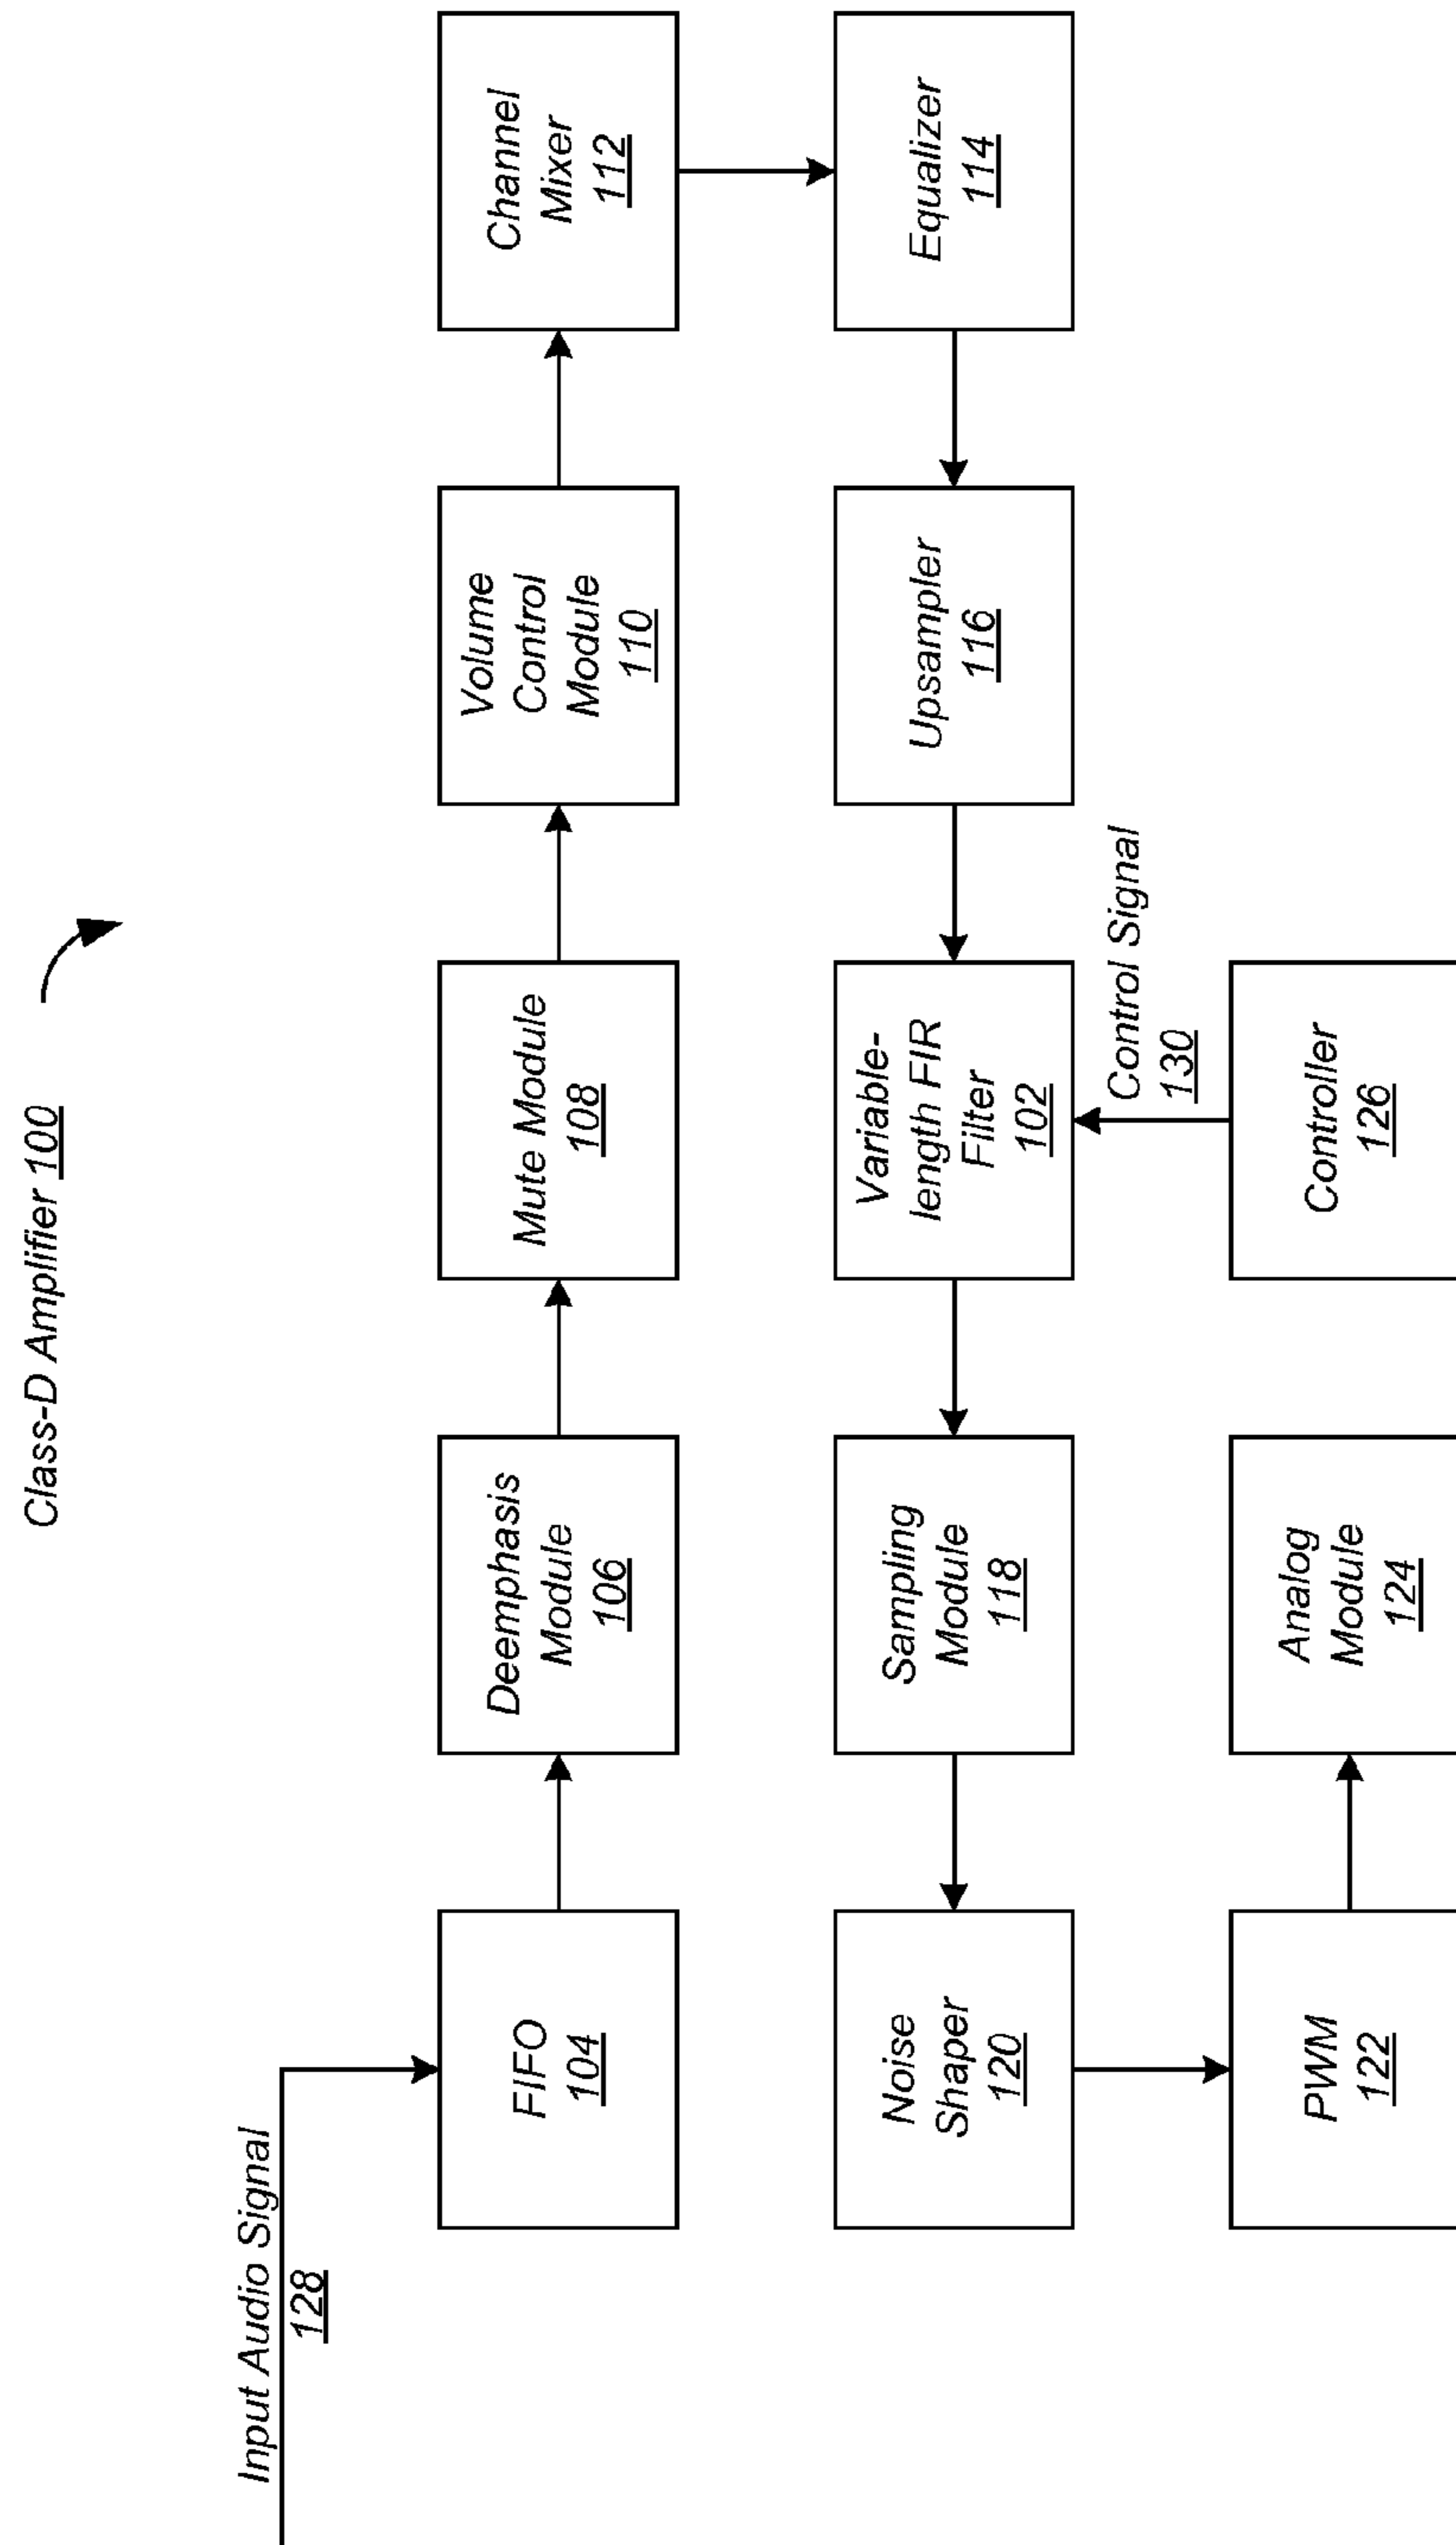 Class-D Amplifier 100
Input Audio Signal
128
FIFO
104
Deemphasis
Module
106
Mute Module
108
Volume
Control
Module
110
Channel
Mixer
112
Equalizer
114
Upsampler
116
Variable-
length FIR
Filter
102
Sampling
Module
118
Noise
Shaper
120
PWM
122
Analog
Module
124
Controller
126
Control Signal
130